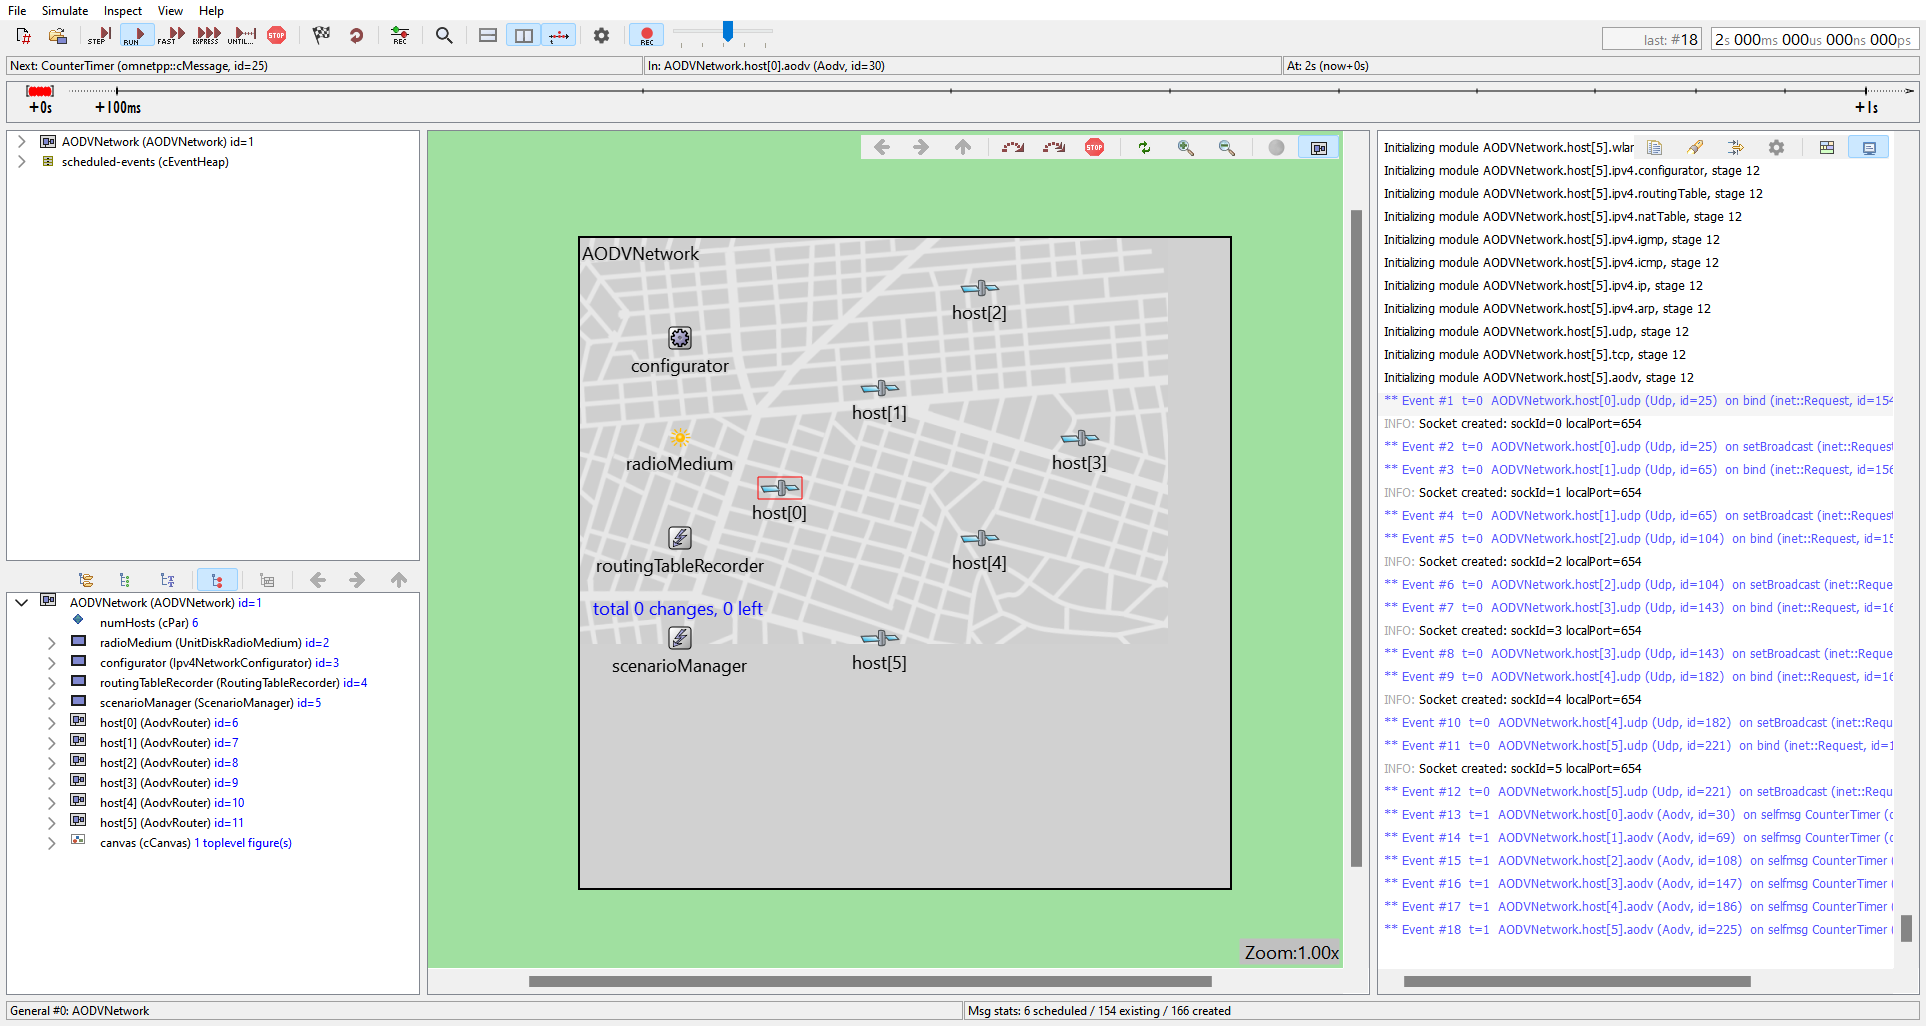 File Simulate Inspect View Help
STEP RUN FAST EXPRESS UNTIL... STOP REC REC
last: #18 2s 000ms 000us 000ns 000ps
Next: CounterTimer (omnetpp::cMessage, id=25) In: AODVNetwork.host[0].aodv (Aodv, id=30) At: 2s (now+0s)
+0s +100ms +1s
AODVNetwork (AODVNetwork) id=1
scheduled-events (cEventHeap)
AODVNetwork (AODVNetwork) id=1
numHosts (cPar) 6
radioMedium (UnitDiskRadioMedium) id=2
configurator (Ipv4NetworkConfigurator) id=3
routingTableRecorder (RoutingTableRecorder) id=4
scenarioManager (ScenarioManager) id=5
host[0] (AodvRouter) id=6
host[1] (AodvRouter) id=7
host[2] (AodvRouter) id=8
host[3] (AodvRouter) id=9
host[4] (AodvRouter) id=10
host[5] (AodvRouter) id=11
canvas (cCanvas) 1 toplevel figure(s)
STOP
AODVNetwork
host[2]
configurator
host[1]
radioMedium
host[3]
host[0]
routingTableRecorder
host[4]
total 0 changes, 0 left
scenarioManager
host[5]
Zoom:1.00x
Initializing module AODVNetwork.host[5].wlan
Initializing module AODVNetwork.host[5].ipv4.configurator, stage 12
Initializing module AODVNetwork.host[5].ipv4.routingTable, stage 12
Initializing module AODVNetwork.host[5].ipv4.natTable, stage 12
Initializing module AODVNetwork.host[5].ipv4.igmp, stage 12
Initializing module AODVNetwork.host[5].ipv4.icmp, stage 12
Initializing module AODVNetwork.host[5].ipv4.ip, stage 12
Initializing module AODVNetwork.host[5].ipv4.arp, stage 12
Initializing module AODVNetwork.host[5].udp, stage 12
Initializing module AODVNetwork.host[5].tcp, stage 12
Initializing module AODVNetwork.host[5].aodv, stage 12
** Event #1 t=0 AODVNetwork.host[0].udp (Udp, id=25) on bind (inet::Request, id=154
INFO: Socket created: sockId=0 localPort=654
** Event #2 t=0 AODVNetwork.host[0].udp (Udp, id=25) on setBroadcast (inet::Request
** Event #3 t=0 AODVNetwork.host[1].udp (Udp, id=65) on bind (inet::Request, id=156
INFO: Socket created: sockId=1 localPort=654
** Event #4 t=0 AODVNetwork.host[1].udp (Udp, id=65) on setBroadcast (inet::Request
** Event #5 t=0 AODVNetwork.host[2].udp (Udp, id=104) on bind (inet::Request, id=15
INFO: Socket created: sockId=2 localPort=654
** Event #6 t=0 AODVNetwork.host[2].udp (Udp, id=104) on setBroadcast (inet::Reque
** Event #7 t=0 AODVNetwork.host[3].udp (Udp, id=143) on bind (inet::Request, id=16
INFO: Socket created: sockId=3 localPort=654
** Event #8 t=0 AODVNetwork.host[3].udp (Udp, id=143) on setBroadcast (inet::Reque
** Event #9 t=0 AODVNetwork.host[4].udp (Udp, id=182) on bind (inet::Request, id=16
INFO: Socket created: sockId=4 localPort=654
** Event #10 t=0 AODVNetwork.host[4].udp (Udp, id=182) on setBroadcast (inet::Requ
** Event #11 t=0 AODVNetwork.host[5].udp (Udp, id=221) on bind (inet::Request, id=1
INFO: Socket created: sockId=5 localPort=654
** Event #12 t=0 AODVNetwork.host[5].udp (Udp, id=221) on setBroadcast (inet::Requ
** Event #13 t=1 AODVNetwork.host[0].aodv (Aodv, id=30) on selfmsg CounterTimer (o
** Event #14 t=1 AODVNetwork.host[1].aodv (Aodv, id=69) on selfmsg CounterTimer (o
** Event #15 t=1 AODVNetwork.host[2].aodv (Aodv, id=108) on selfmsg CounterTimer (
** Event #16 t=1 AODVNetwork.host[3].aodv (Aodv, id=147) on selfmsg CounterTimer (
** Event #17 t=1 AODVNetwork.host[4].aodv (Aodv, id=186) on selfmsg CounterTimer (
** Event #18 t=1 AODVNetwork.host[5].aodv (Aodv, id=225) on selfmsg CounterTimer (
General #0: AODVNetwork Msg stats: 6 scheduled / 154 existing / 166 created